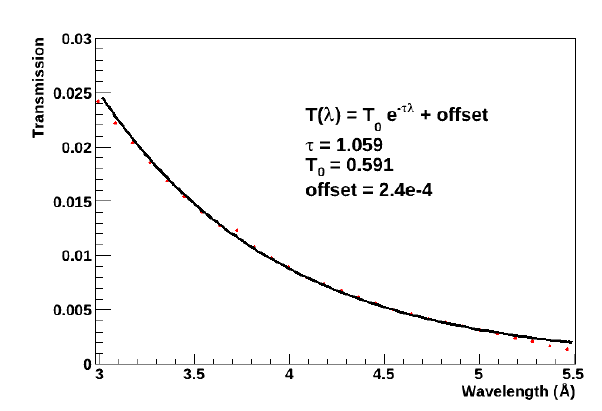 0.03
0.025
0.02
0.015
0.01
0.005
0
Transmission
T(λ) = T₀ e^-τλ + offset
τ = 1.059
T₀ = 0.591
offset = 2.4e-4
3 3.5 4 4.5 5 5.5
Wavelength (Å)